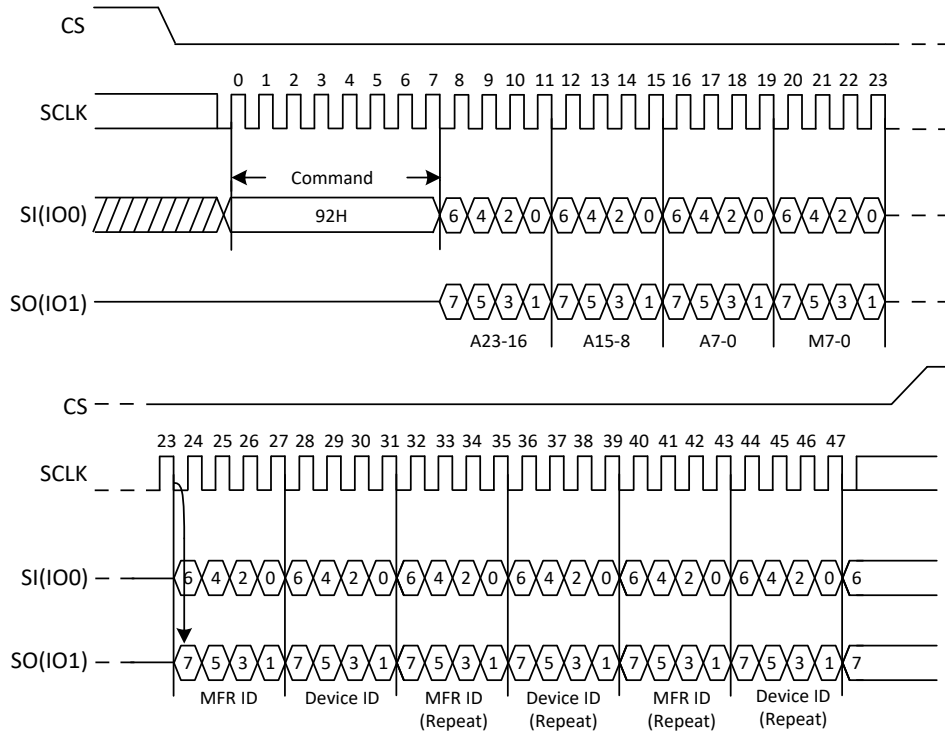 CS
0 1 2 3 4 5 6 7 8 9 10 11 12 13 14 15 16 17 18 19 20 21 22 23
SCLK
Command
SI(IO0)
92H
6 4 2 0 6 4 2 0 6 4 2 0 6 4 2 0
SO(IO1)
7 5 3 1 7 5 3 1 7 5 3 1 7 5 3 1
A23-16 A15-8 A7-0 M7-0
CS
23 24 25 26 27 28 29 30 31 32 33 34 35 36 37 38 39 40 41 42 43 44 45 46 47
SCLK
SI(IO0)
6 4 2 0 6 4 2 0 6 4 2 0 6 4 2 0 6 4 2 0 6 4 2 0 6
SO(IO1)
7 5 3 1 7 5 3 1 7 5 3 1 7 5 3 1 7 5 3 1 7 5 3 1 7
MFR ID Device ID MFR ID Device ID MFR ID Device ID
(Repeat) (Repeat) (Repeat) (Repeat)